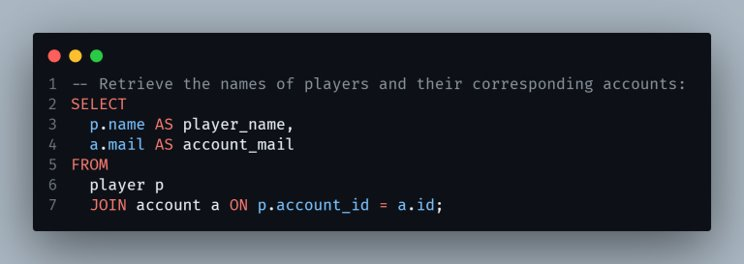 1 -- Retrieve the names of players and their corresponding accounts:
2 SELECT
3   p.name AS player_name,
4   a.mail AS account_mail
5 FROM
6   player p
7   JOIN account a ON p.account_id = a.id;